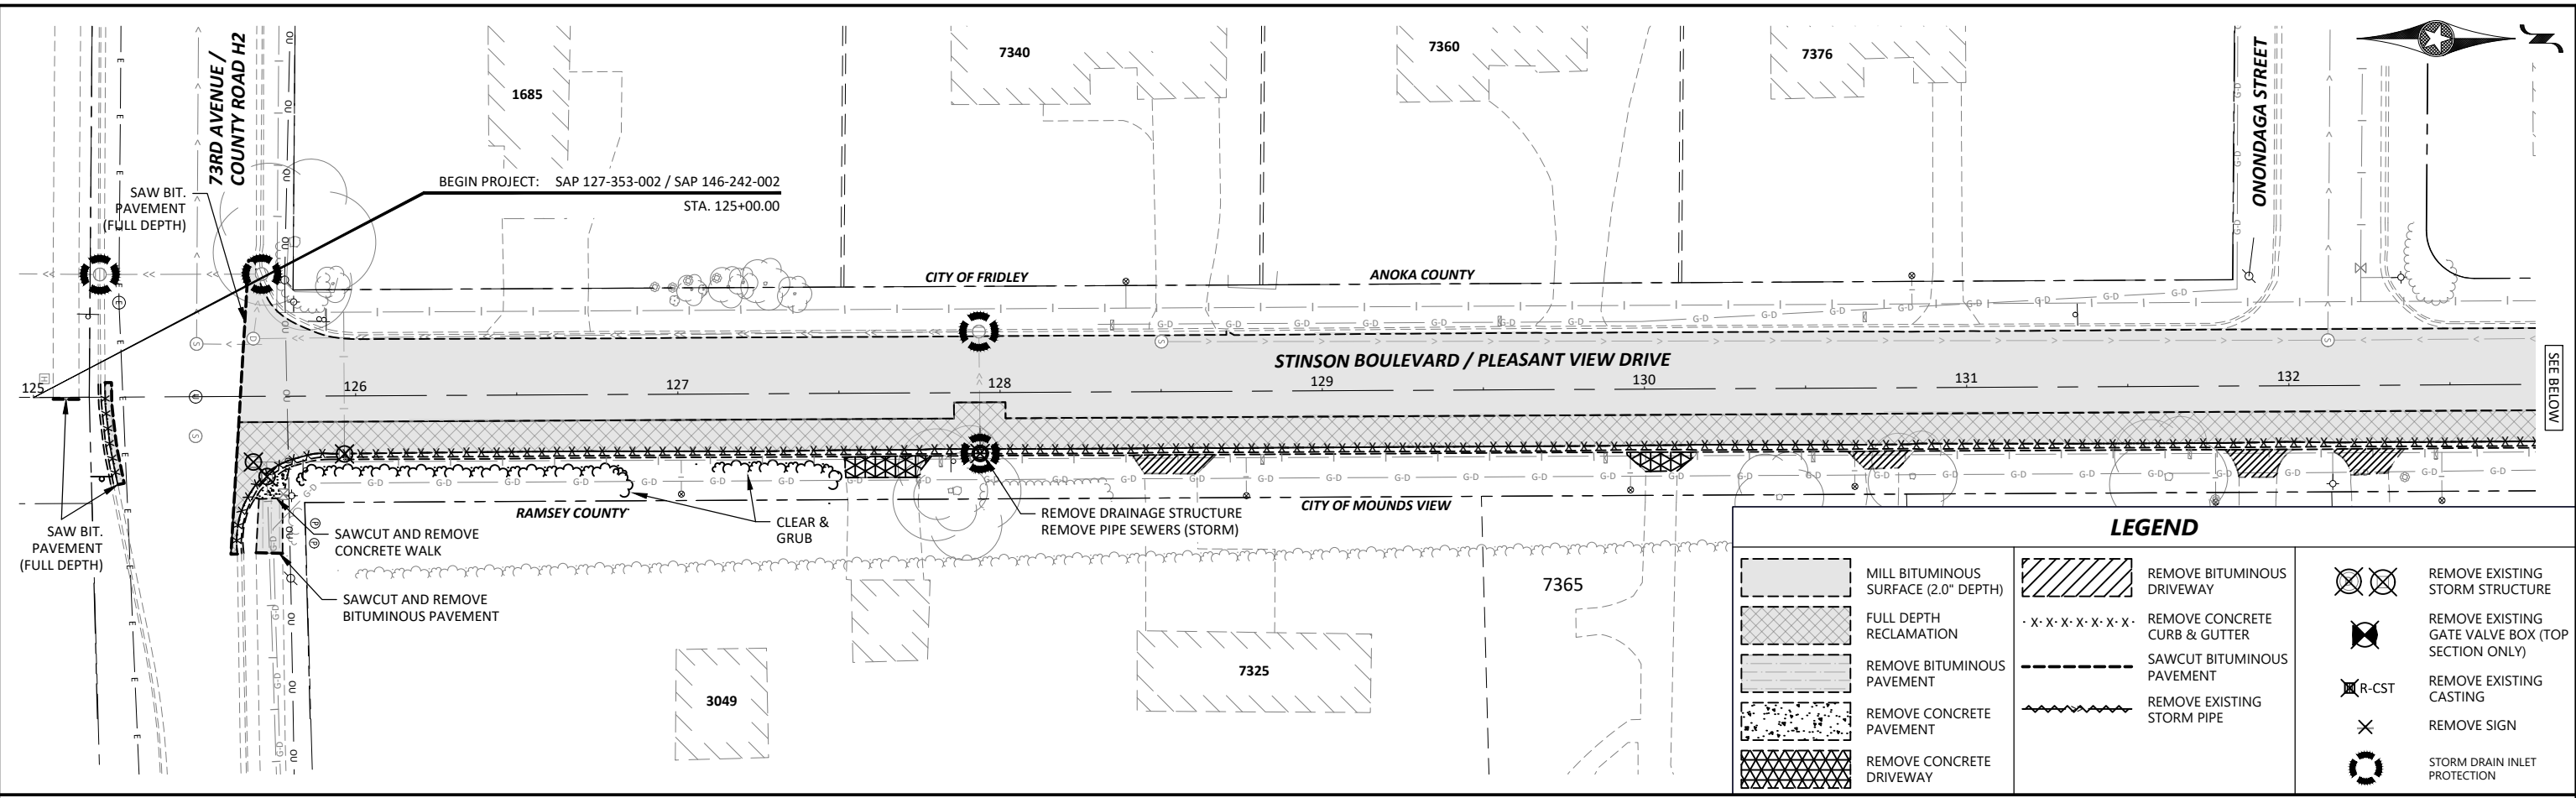 73RD AVENUE /
COUNTY ROAD H2
1685
7340
7360
7376
ONONDAGA STREET
SAW BIT.
PAVEMENT
(FULL DEPTH)
BEGIN PROJECT: SAP 127-353-002 / SAP 146-242-002
STA. 125+00.00
CITY OF FRIDLEY
ANOKA COUNTY
STINSON BOULEVARD / PLEASANT VIEW DRIVE
125
126
127
128
129
130
131
132
SEE BELOW
RAMSEY COUNTY
CITY OF MOUNDS VIEW
SAW BIT.
PAVEMENT
(FULL DEPTH)
SAWCUT AND REMOVE
CONCRETE WALK
CLEAR &
GRUB
REMOVE DRAINAGE STRUCTURE
REMOVE PIPE SEWERS (STORM)
SAWCUT AND REMOVE
BITUMINOUS PAVEMENT
3049
7325
7365
LEGEND
MILL BITUMINOUS
SURFACE (2.0" DEPTH)
FULL DEPTH
RECLAMATION
REMOVE BITUMINOUS
PAVEMENT
REMOVE CONCRETE
PAVEMENT
REMOVE CONCRETE
DRIVEWAY
REMOVE BITUMINOUS
DRIVEWAY
REMOVE CONCRETE
CURB & GUTTER
SAWCUT BITUMINOUS
PAVEMENT
REMOVE EXISTING
STORM PIPE
REMOVE EXISTING
STORM STRUCTURE
REMOVE EXISTING
GATE VALVE BOX (TOP
SECTION ONLY)
R-CST
REMOVE EXISTING
CASTING
REMOVE SIGN
STORM DRAIN INLET
PROTECTION